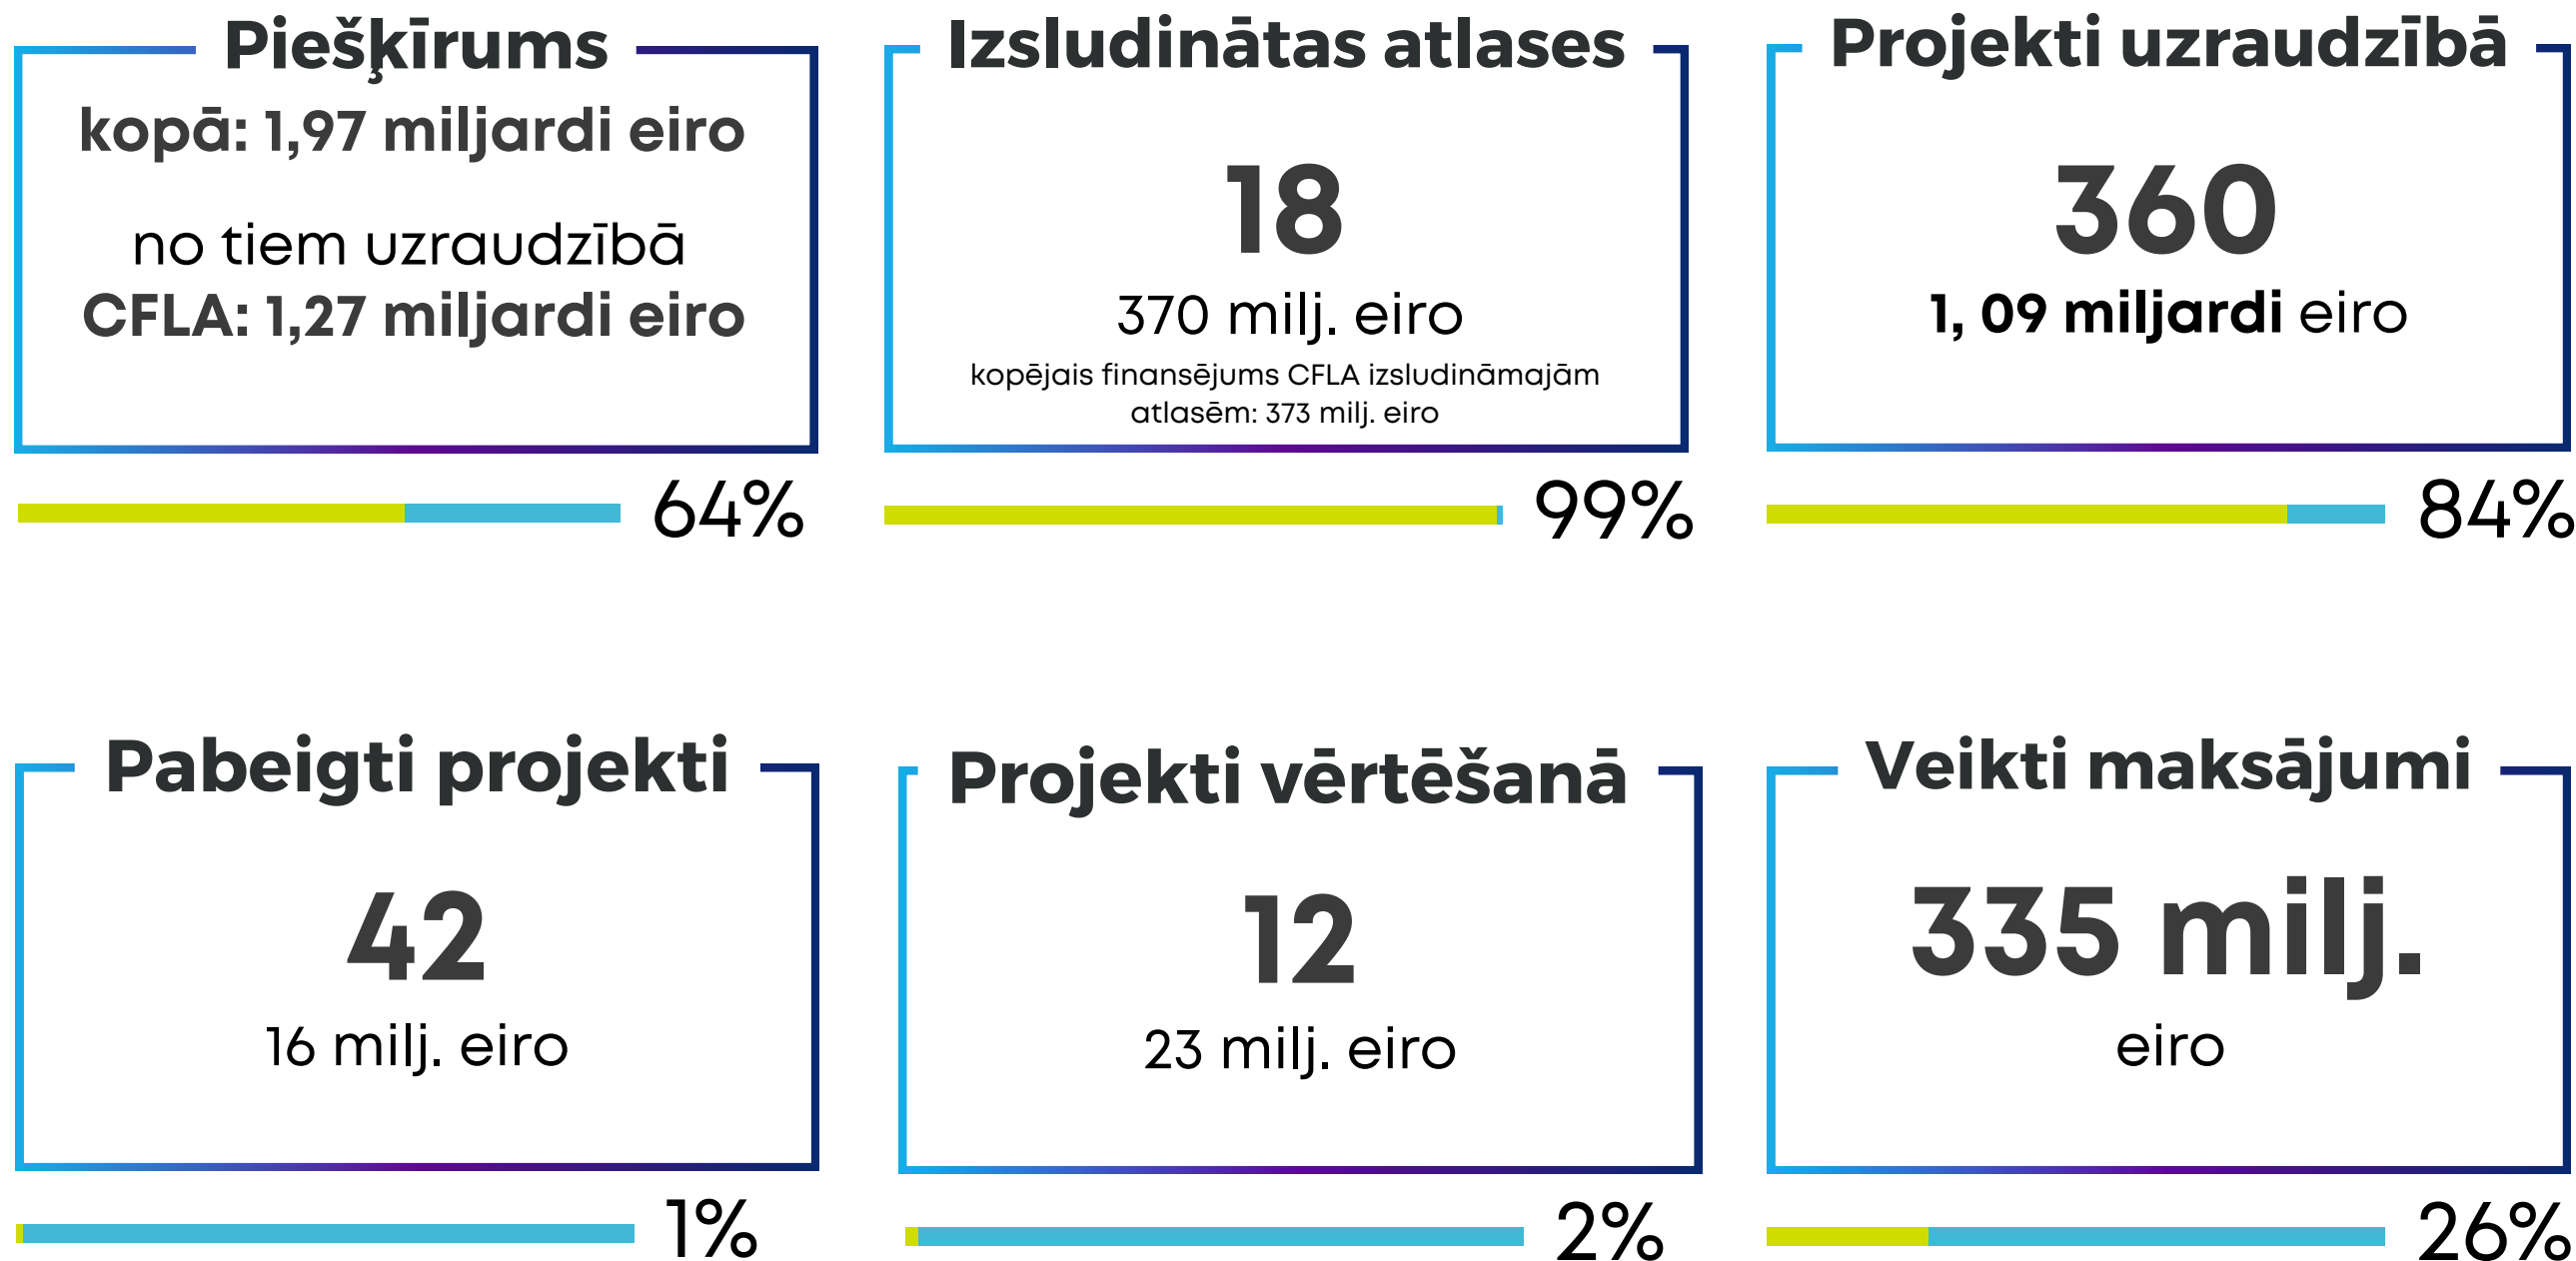 Piešķīrums
kopā: 1,97 miljardi eiro
no tiem uzraudzībā
CFLA: 1,27 miljardi eiro
64%
Izsludinātas atlases
18
370 milj. eiro
kopējais finansējums CFLA izsludināmajām
atlasēm: 373 milj. eiro
99%
Projekti uzraudzībā
360
1, 09 miljardi eiro
84%
Pabeigti projekti
42
16 milj. eiro
1%
Projekti vērtēšanā
12
23 milj. eiro
2%
Veikti maksājumi
335 milj.
eiro
26%